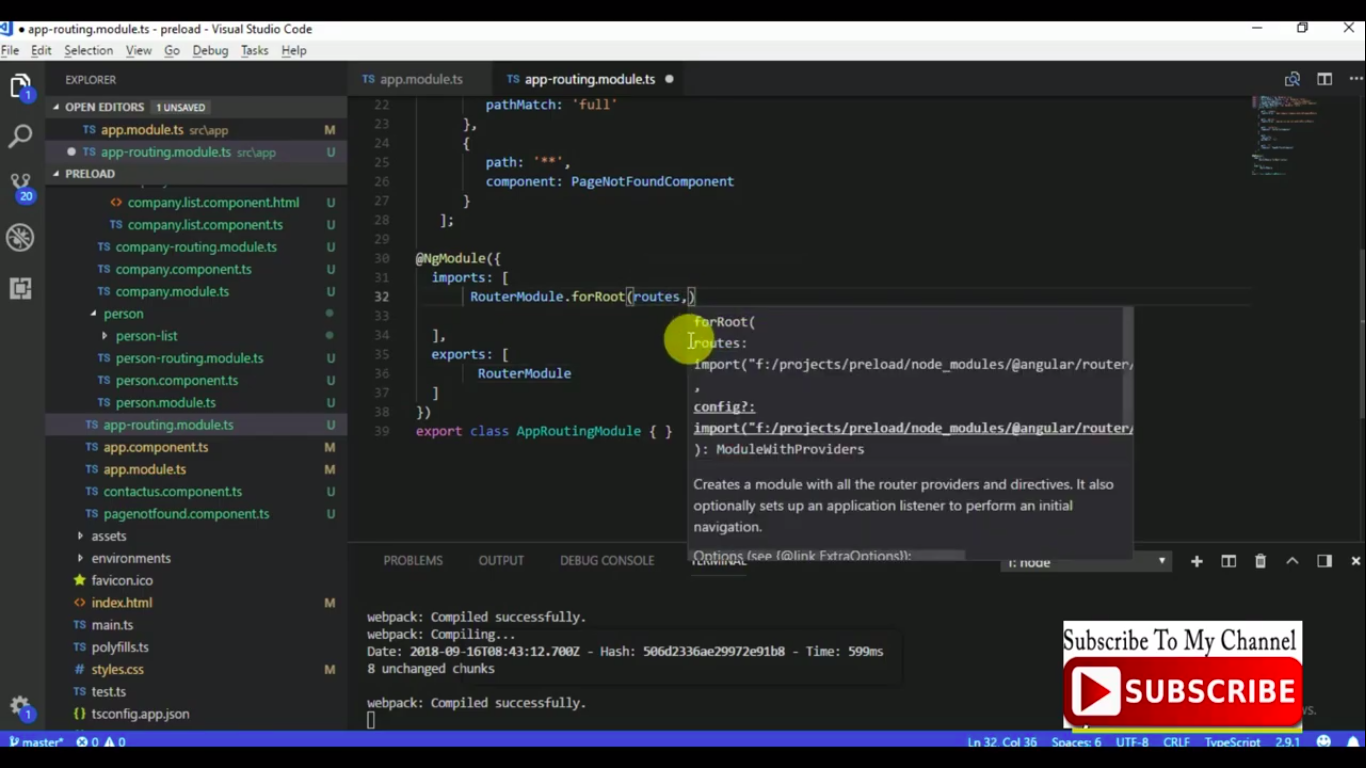 app-routing.module.ts - preload - Visual Studio Code
File Edit Selection View Go Debug Tasks Help
EXPLORER
OPEN EDITORS 1 UNSAVED
TS app.module.ts src\app M
TS app-routing.module.ts src\app U
PRELOAD
<> company.list.component.html U
TS company.list.component.ts U
TS company-routing.module.ts U
TS company.component.ts U
TS company.module.ts U
person
person-list
TS person-routing.module.ts U
TS person.component.ts U
TS person.module.ts U
TS app-routing.module.ts U
TS app.component.ts M
TS app.module.ts M
TS contactus.component.ts U
TS pagenotfound.component.ts U
assets
environments
favicon.ico
<> index.html M
TS main.ts
TS polyfills.ts
# styles.css M
TS test.ts
{} tsconfig.app.json
1
20
1
TS app.module.ts TS app-routing.module.ts
22 pathMatch: 'full'
23 },
24 {
25 path: '**',
26 component: PageNotFoundComponent
27 }
28 ];
29
30 @NgModule({
31 imports: [
32 RouterModule.forRoot(routes,)
33
34 ],
35 exports: [
36 RouterModule
37 ]
38 })
39 export class AppRoutingModule { }
forRoot(
routes:
import("f:/projects/preload/node_modules/@angular/router/
,
config?:
import("f:/projects/preload/node_modules/@angular/router/
): ModuleWithProviders
Creates a module with all the router providers and directives. It also
optionally sets up an application listener to perform an initial
navigation.
Options (see {@link ExtraOptions}):
PROBLEMS OUTPUT DEBUG CONSOLE TERMINAL 1: node
webpack: Compiled successfully.
webpack: Compiling...
Date: 2018-09-16T08:43:12.700Z - Hash: 506d2336ae29972e91b8 - Time: 599ms
8 unchanged chunks
webpack: Compiled successfully.
Subscribe To My Channel
SUBSCRIBE
master* 0 0 Ln 32, Col 36 Spaces: 6 UTF-8 CRLF TypeScript 2.9.1